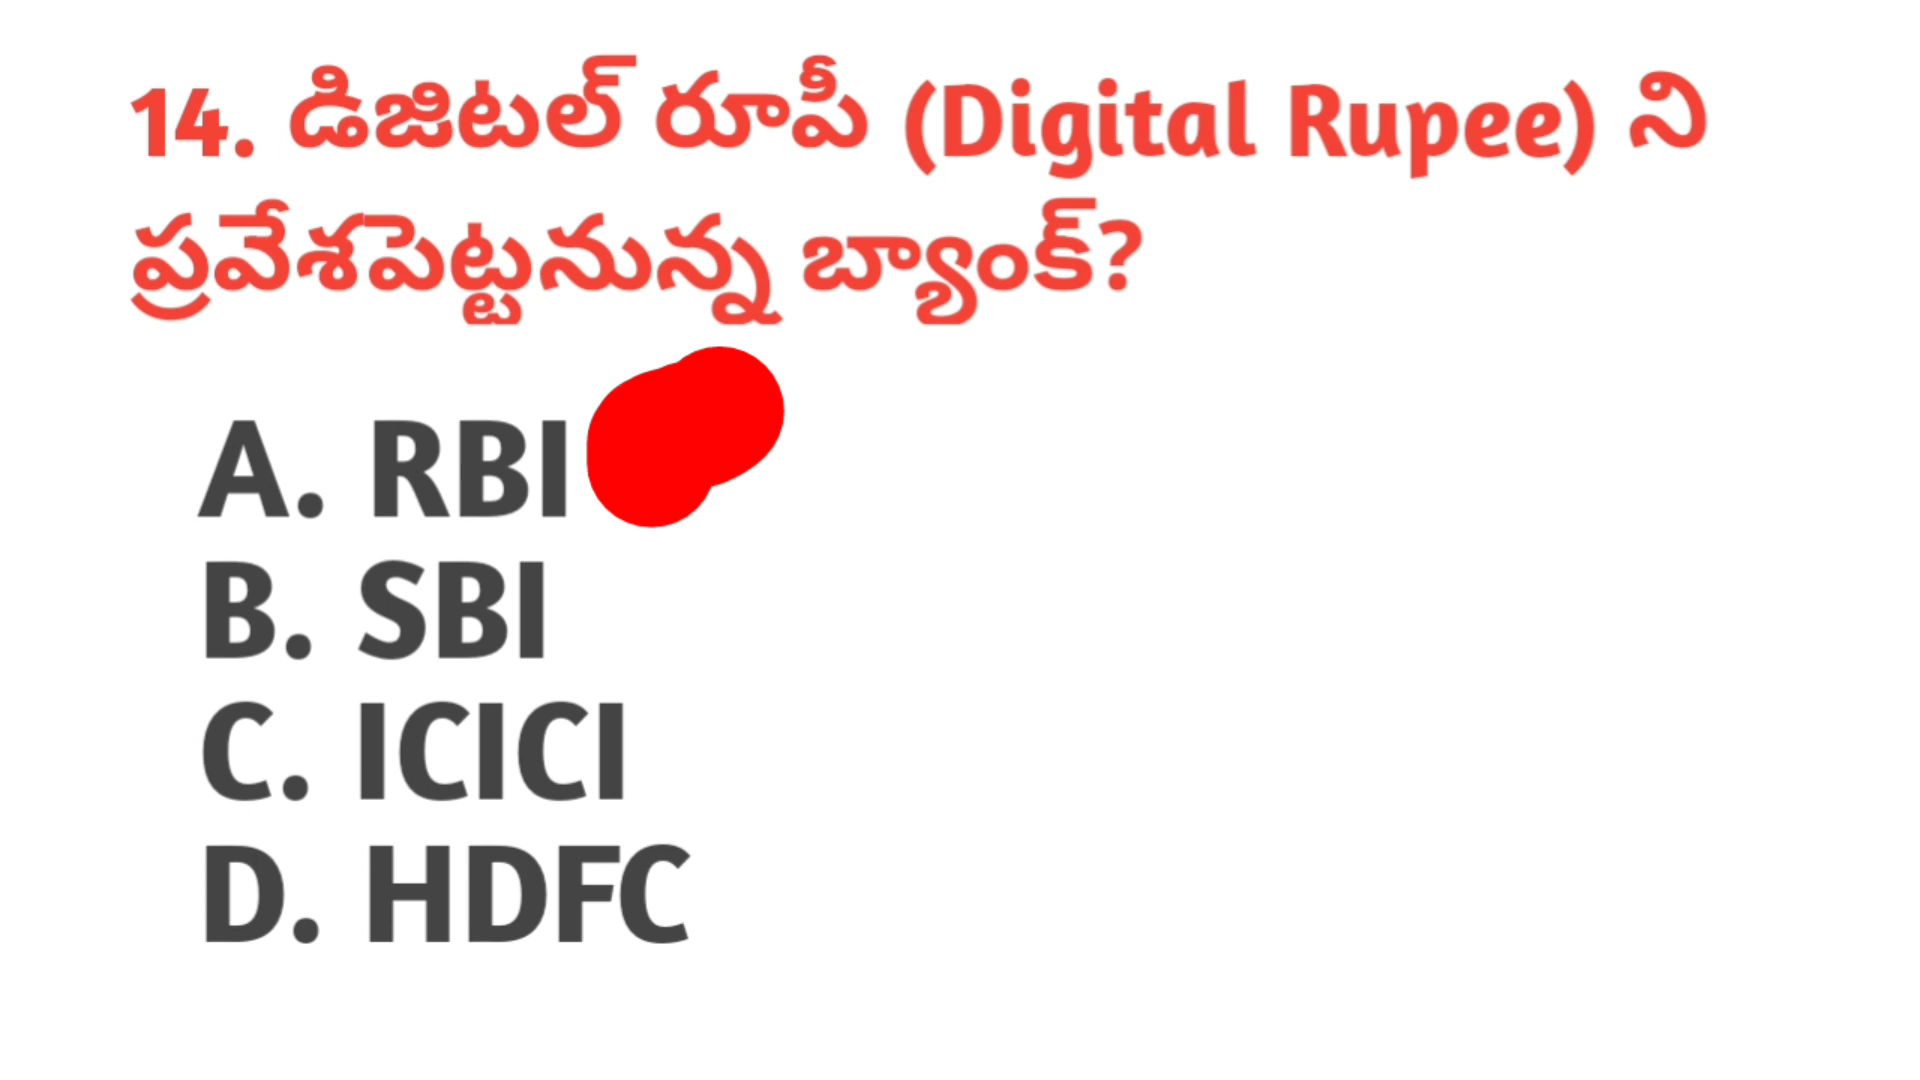 14. డిజిటల్ రూపీ (Digital Rupee) ని
ప్రవేశపెట్టనున్న బ్యాంక్?
A. RBI
B. SBI
C. ICICI
D. HDFC